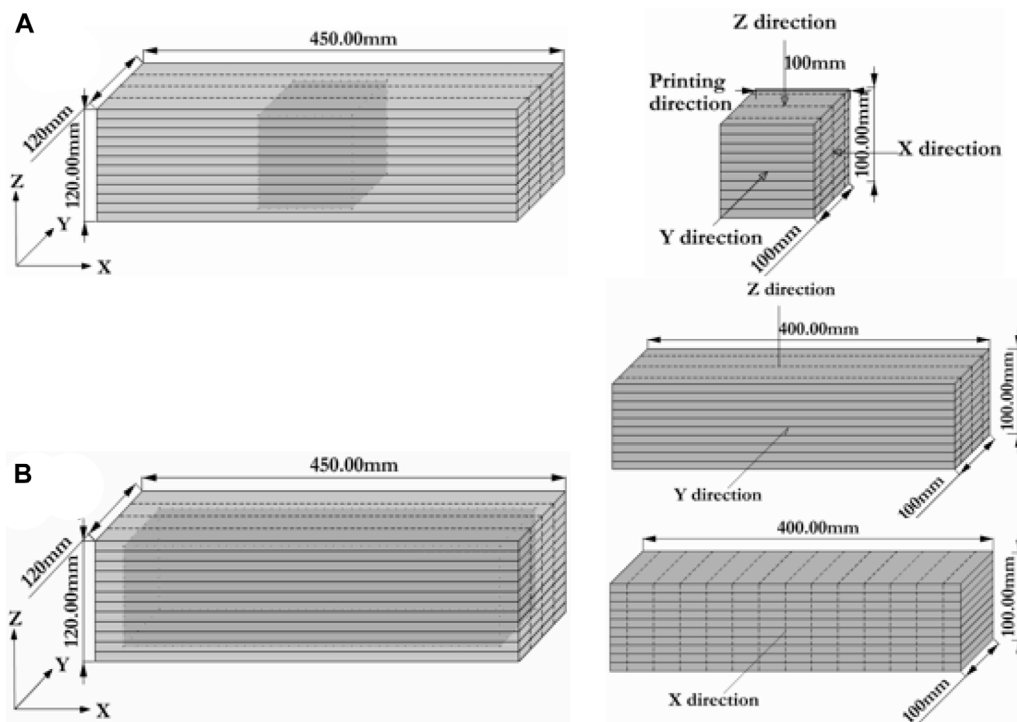 A
450.00mm
120mm
120.00mm
Z
Y
X
Z direction
100mm
Printing
direction
100.00mm
X direction
Y direction
100mm
Z direction
400.00mm
100.00mm
Y direction
100mm
B
450.00mm
120mm
120.00mm
Z
Y
X
400.00mm
100.00mm
X direction
100mm